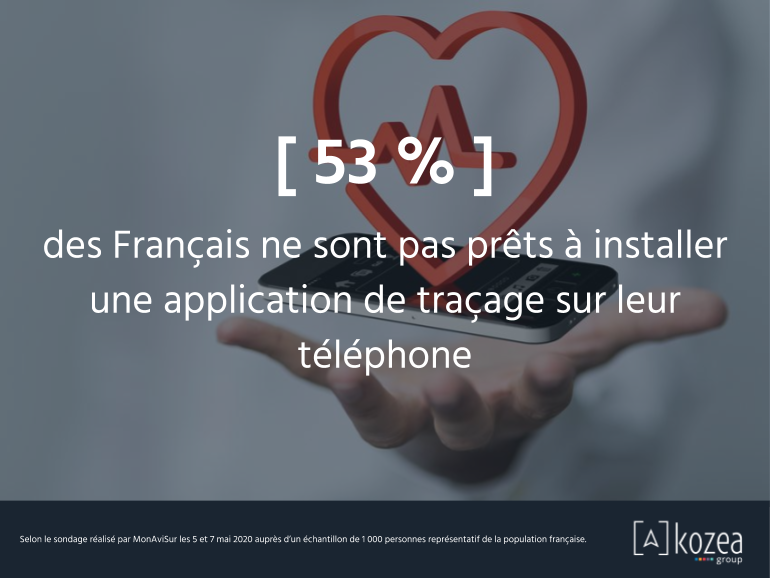 [ 53 % ]
des Français ne sont pas prêts à installer
une application de traçage sur leur
téléphone
Selon le sondage réalisé par MonAviSur les 5 et 7 mai 2020 auprès d'un échantillon de 1 000 personnes représentatif de la population française.
[A] kozea
group